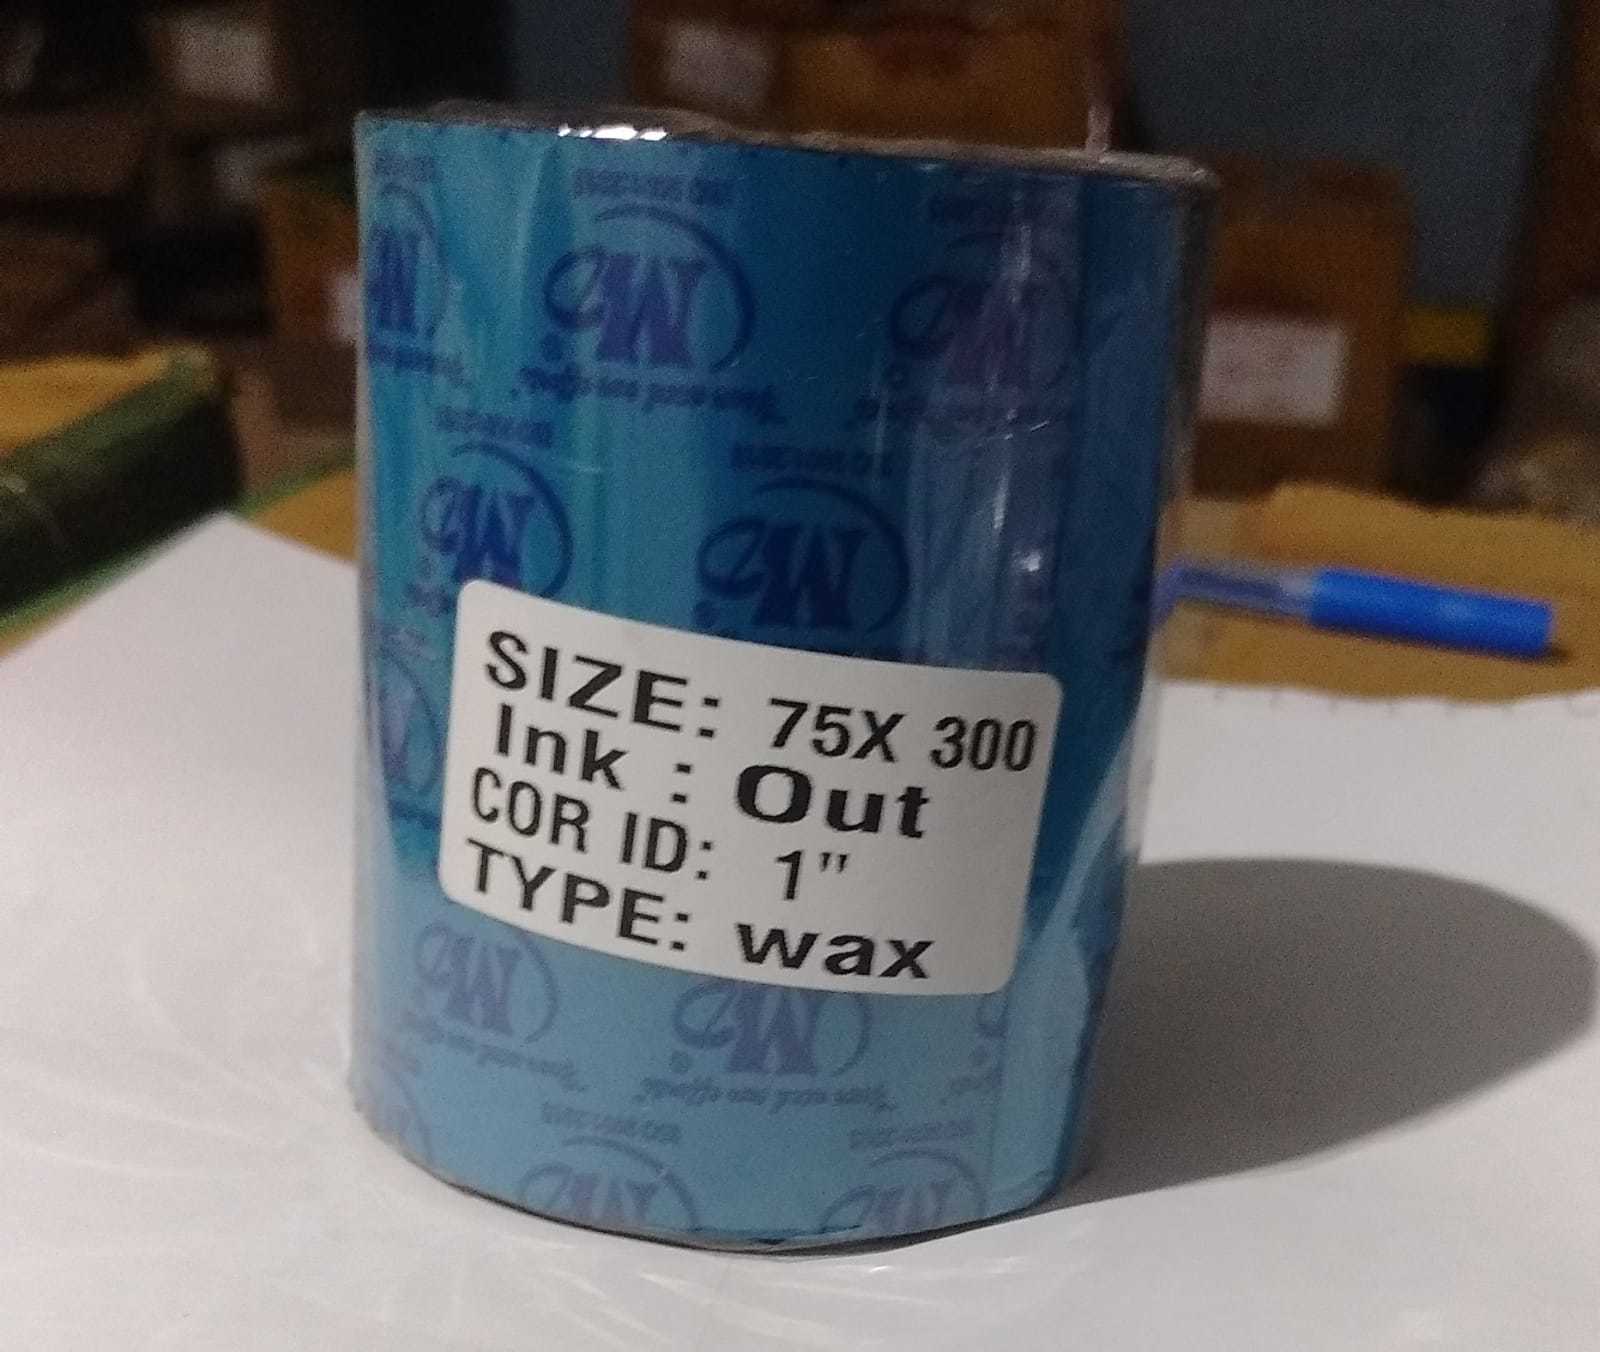 SIZE: 75X 300
Ink : Out
COR ID: 1"
TYPE: wax